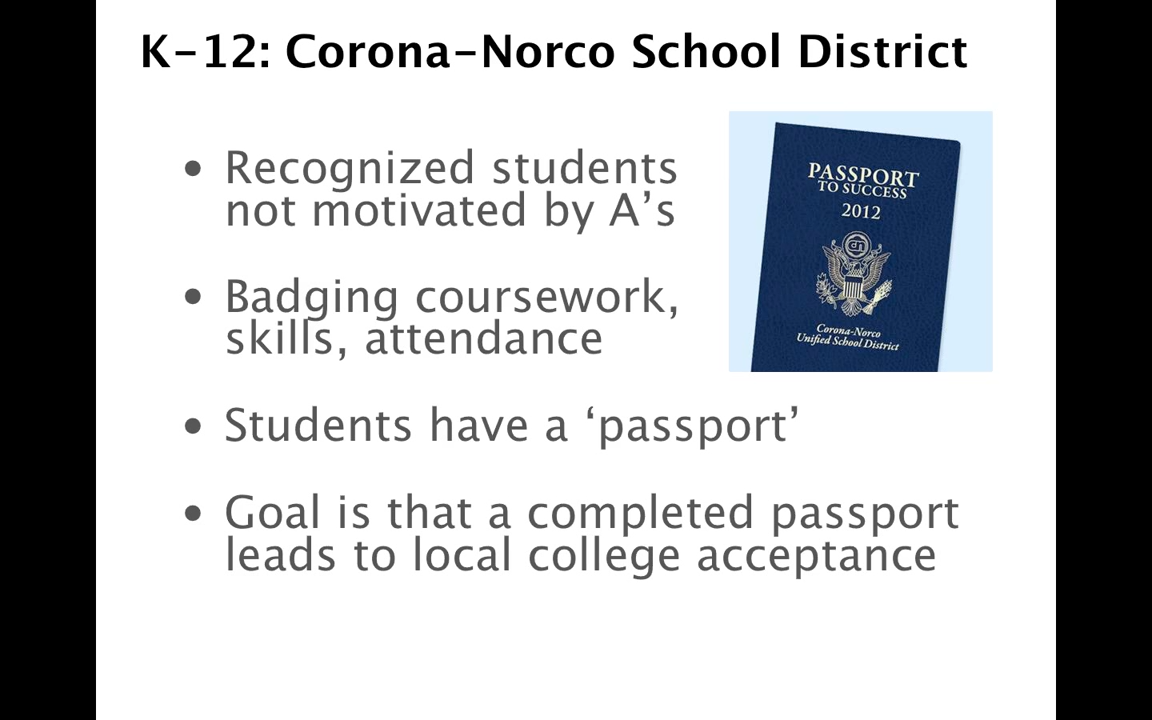 K-12: Corona-Norco School District
• Recognized students
not motivated by A’s
PASSPORT
TO SUCCESS
2012
Corona-Norco
Unified School District
• Badging coursework,
skills, attendance
• Students have a ‘passport’
• Goal is that a completed passport
leads to local college acceptance